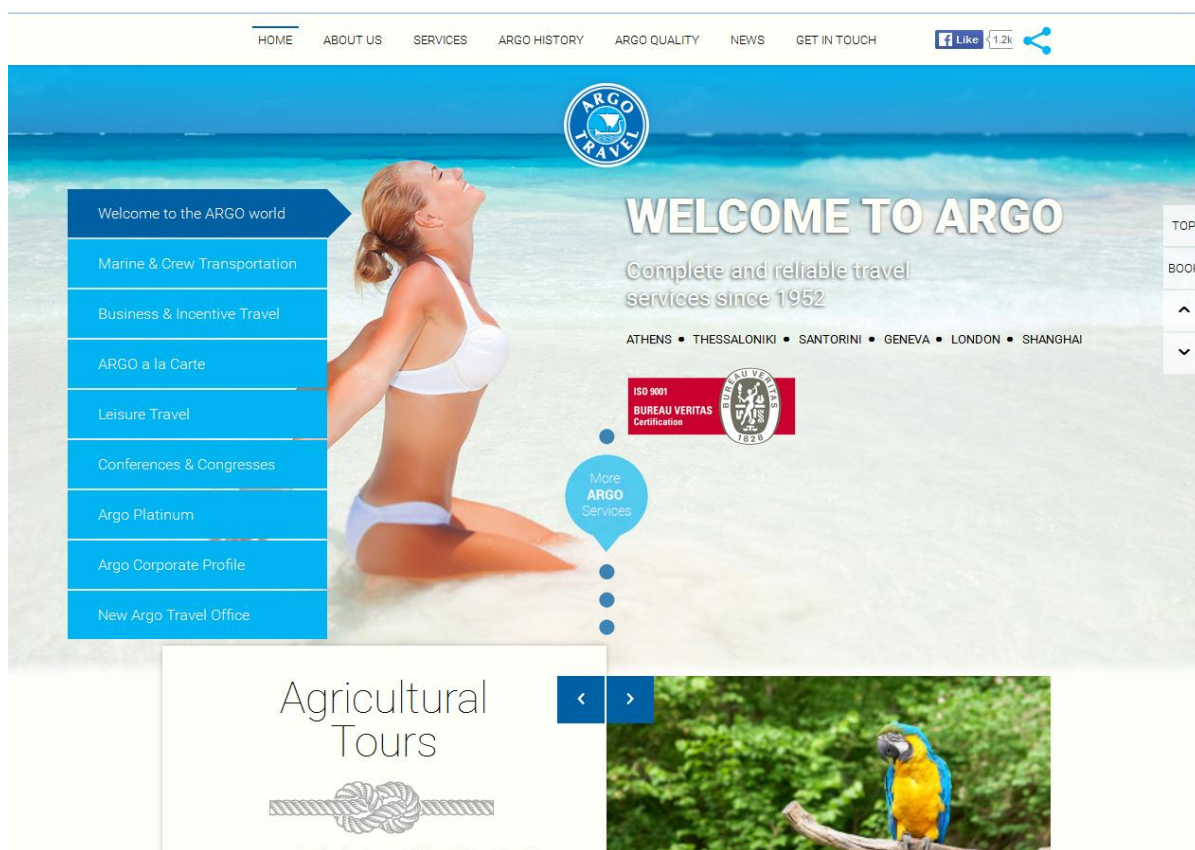 HOME ABOUT US SERVICES ARGO HISTORY ARGO QUALITY NEWS GET IN TOUCH
Like 1.2k
ARGO
TRAVEL
Welcome to the ARGO world
Marine & Crew Transportation
Business & Incentive Travel
ARGO a la Carte
Leisure Travel
Conferences & Congresses
Argo Platinum
Argo Corporate Profile
New Argo Travel Office
WELCOME TO ARGO
Complete and reliable travel
services since 1952
ATHENS • THESSALONIKI • SANTORINI • GENEVA • LONDON • SHANGHAI
ISO 9001
BUREAU VERITAS
Certification
BUREAU VERITAS
1828
More
ARGO
Services
TOP
BOOK
Agricultural
Tours